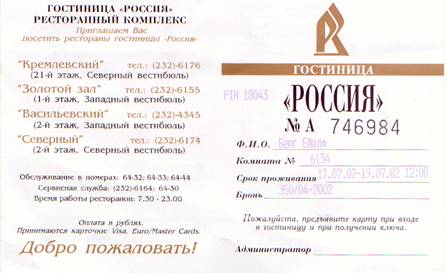 ГОСТИНИЦА «РОССИЯ»
РЕСТОРАННЫЙ КОМПЛЕКС
Приглашаем Вас
посетить рестораны гостиницы «Россия»
"Кремлевский" тел.: (232)-6176
(21-й этаж, Северный вестибюль)
"Золотой зал" тел.: (232)-6155
(1-й этаж, Западный вестибюль)
"Васильевский" тел.: (232)-4345
(2-й этаж, Западный вестибюль)
"Северный" тел.: (232)-6174
(2-й этаж, Северный вестибюль)
Обслуживание в номерах: 64-32; 64-33; 64-44
Сервисная служба: (232)-6164; 64-30
Время работы ресторанов: 7.30 - 23.00
Оплата в рублях.
Принимаются карточки: Visa, Euro/Master Cards.
Добро пожаловать!
R
ГОСТИНИЦА
PIN 18043
«РОССИЯ»
№ А 746984
Ф.И.О. Берг
Комната № 6134
Срок проживания 17.07.02-19.07.02 12:00
Бронь 350/04-2002
Пожалуйста, предъявите карту при входе
в гостиницу и при получении ключа.
Администратор